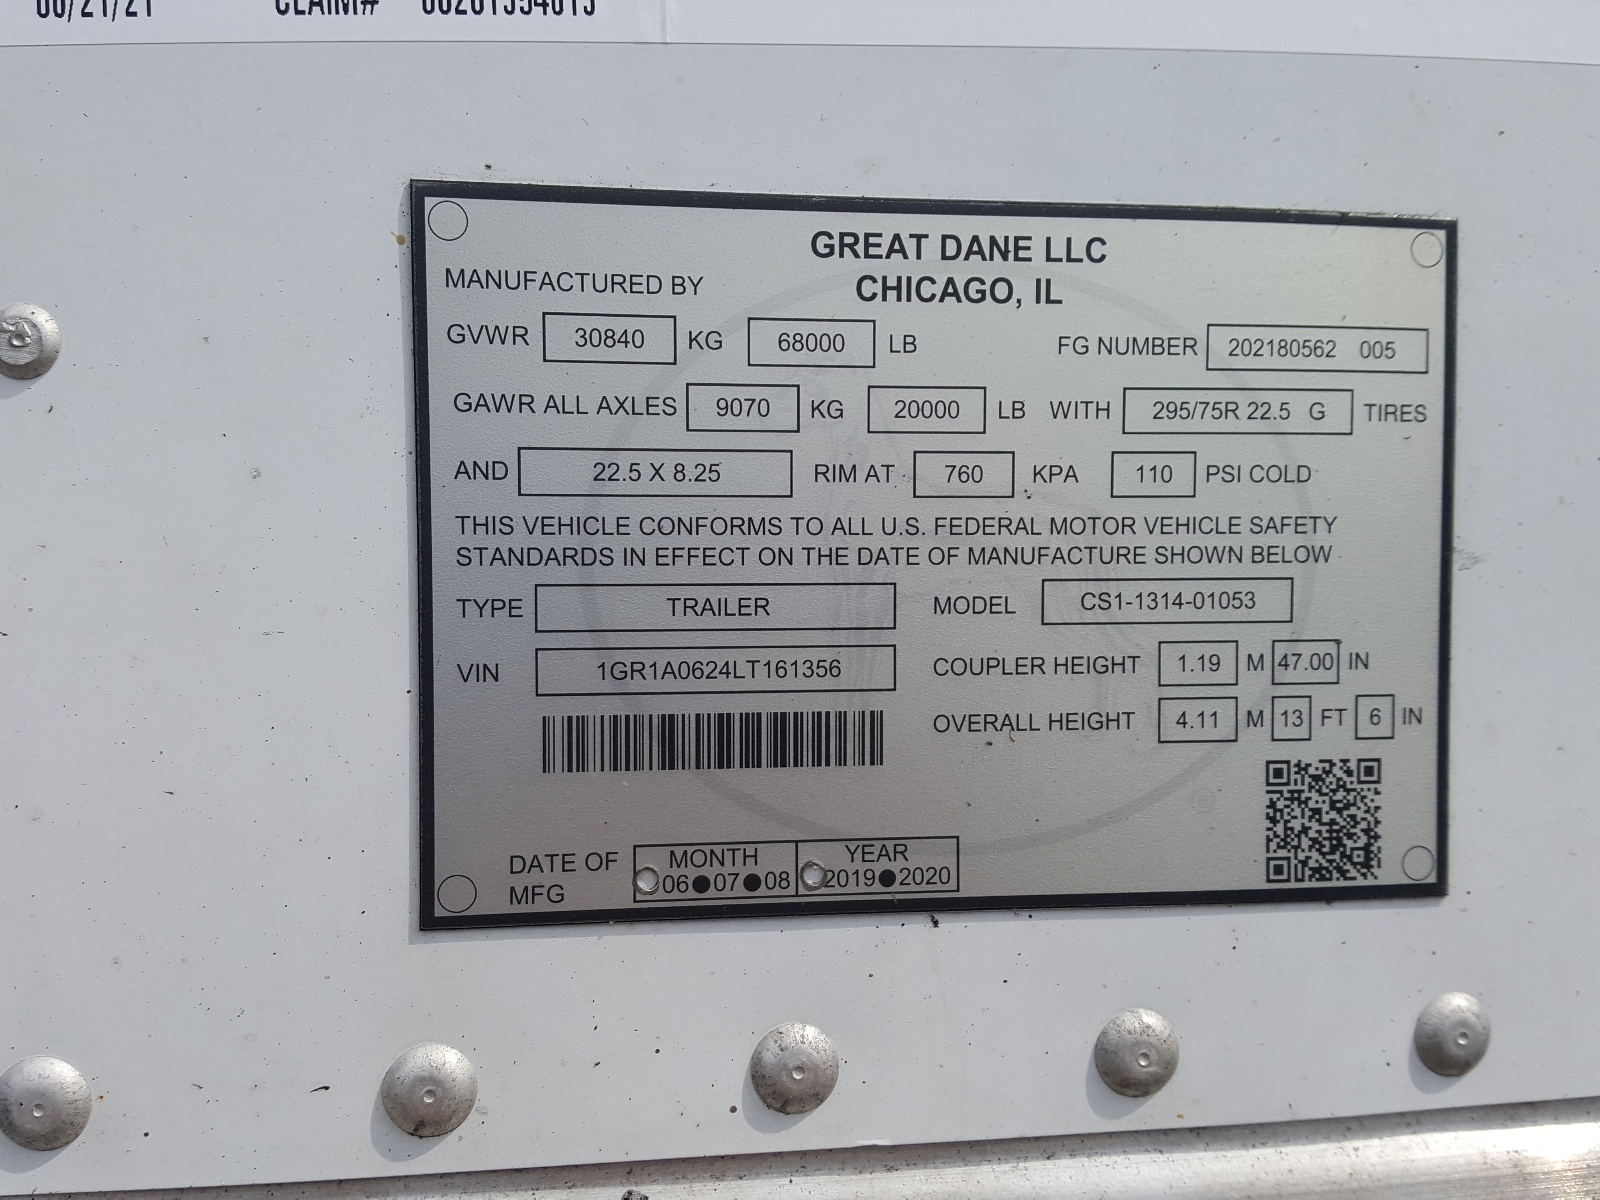 CLAIM#
GREAT DANE LLC
MANUFACTURED BY CHICAGO, IL
GVWR 30840 KG 68000 LB FG NUMBER 202180562 005
GAWR ALL AXLES 9070 KG 20000 LB WITH 295/75R 22.5 G TIRES
AND 22.5 X 8.25 RIM AT 760 KPA 110 PSI COLD
THIS VEHICLE CONFORMS TO ALL U.S. FEDERAL MOTOR VEHICLE SAFETY
STANDARDS IN EFFECT ON THE DATE OF MANUFACTURE SHOWN BELOW
TYPE TRAILER MODEL CS1-1314-01053
VIN 1GR1A0624LT161356 COUPLER HEIGHT 1.19 M 47.00 IN
OVERALL HEIGHT 4.11 M 13 FT 6 IN
®
DATE OF MFG MONTH YEAR
06 07 08 2019 2020